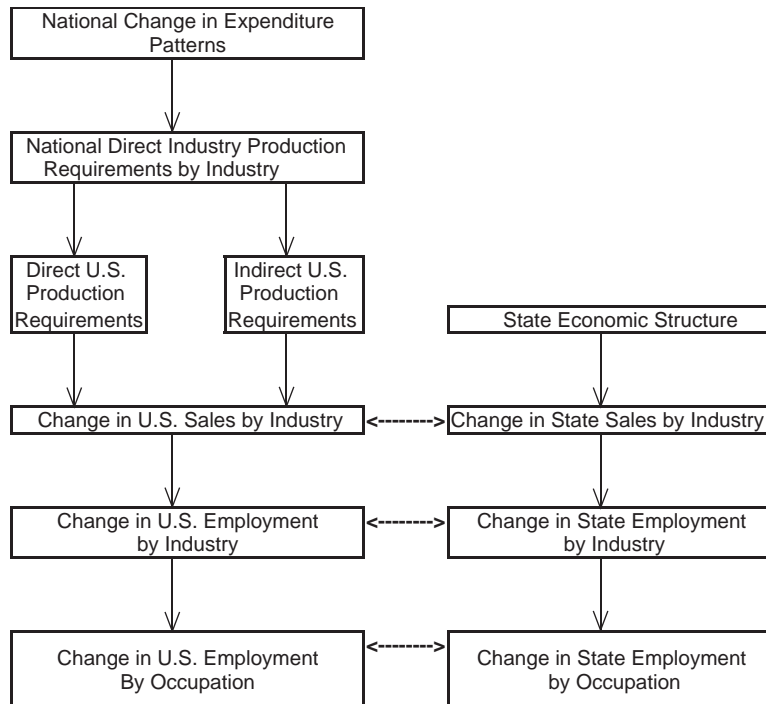 National Change in Expenditure
Patterns
National Direct Industry Production
Requirements by Industry
Direct U.S.
Production
Requirements
Indirect U.S.
Production
Requirements
State Economic Structure
Change in U.S. Sales by Industry
<-------->
Change in State Sales by Industry
Change in U.S. Employment
by Industry
<-------->
Change in State Employment
by Industry
Change in U.S. Employment
By Occupation
<-------->
Change in State Employment
by Occupation